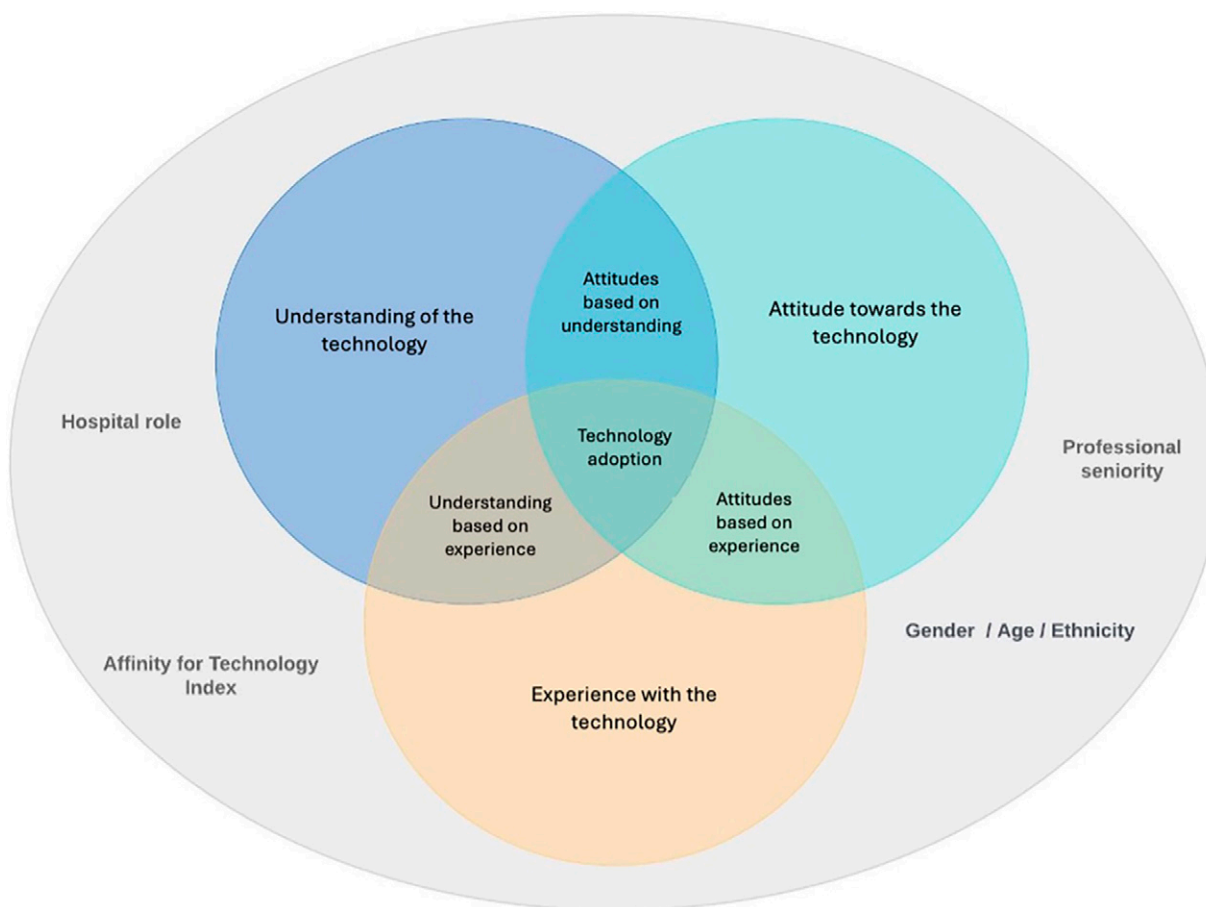 Attitudes
based on
understanding
Understanding of the
technology
Attitude towards the
technology
Hospital role
Technology
adoption
Professional
seniority
Understanding
based on
experience
Attitudes
based on
experience
Gender / Age / Ethnicity
Affinity for Technology
Index
Experience with the
technology